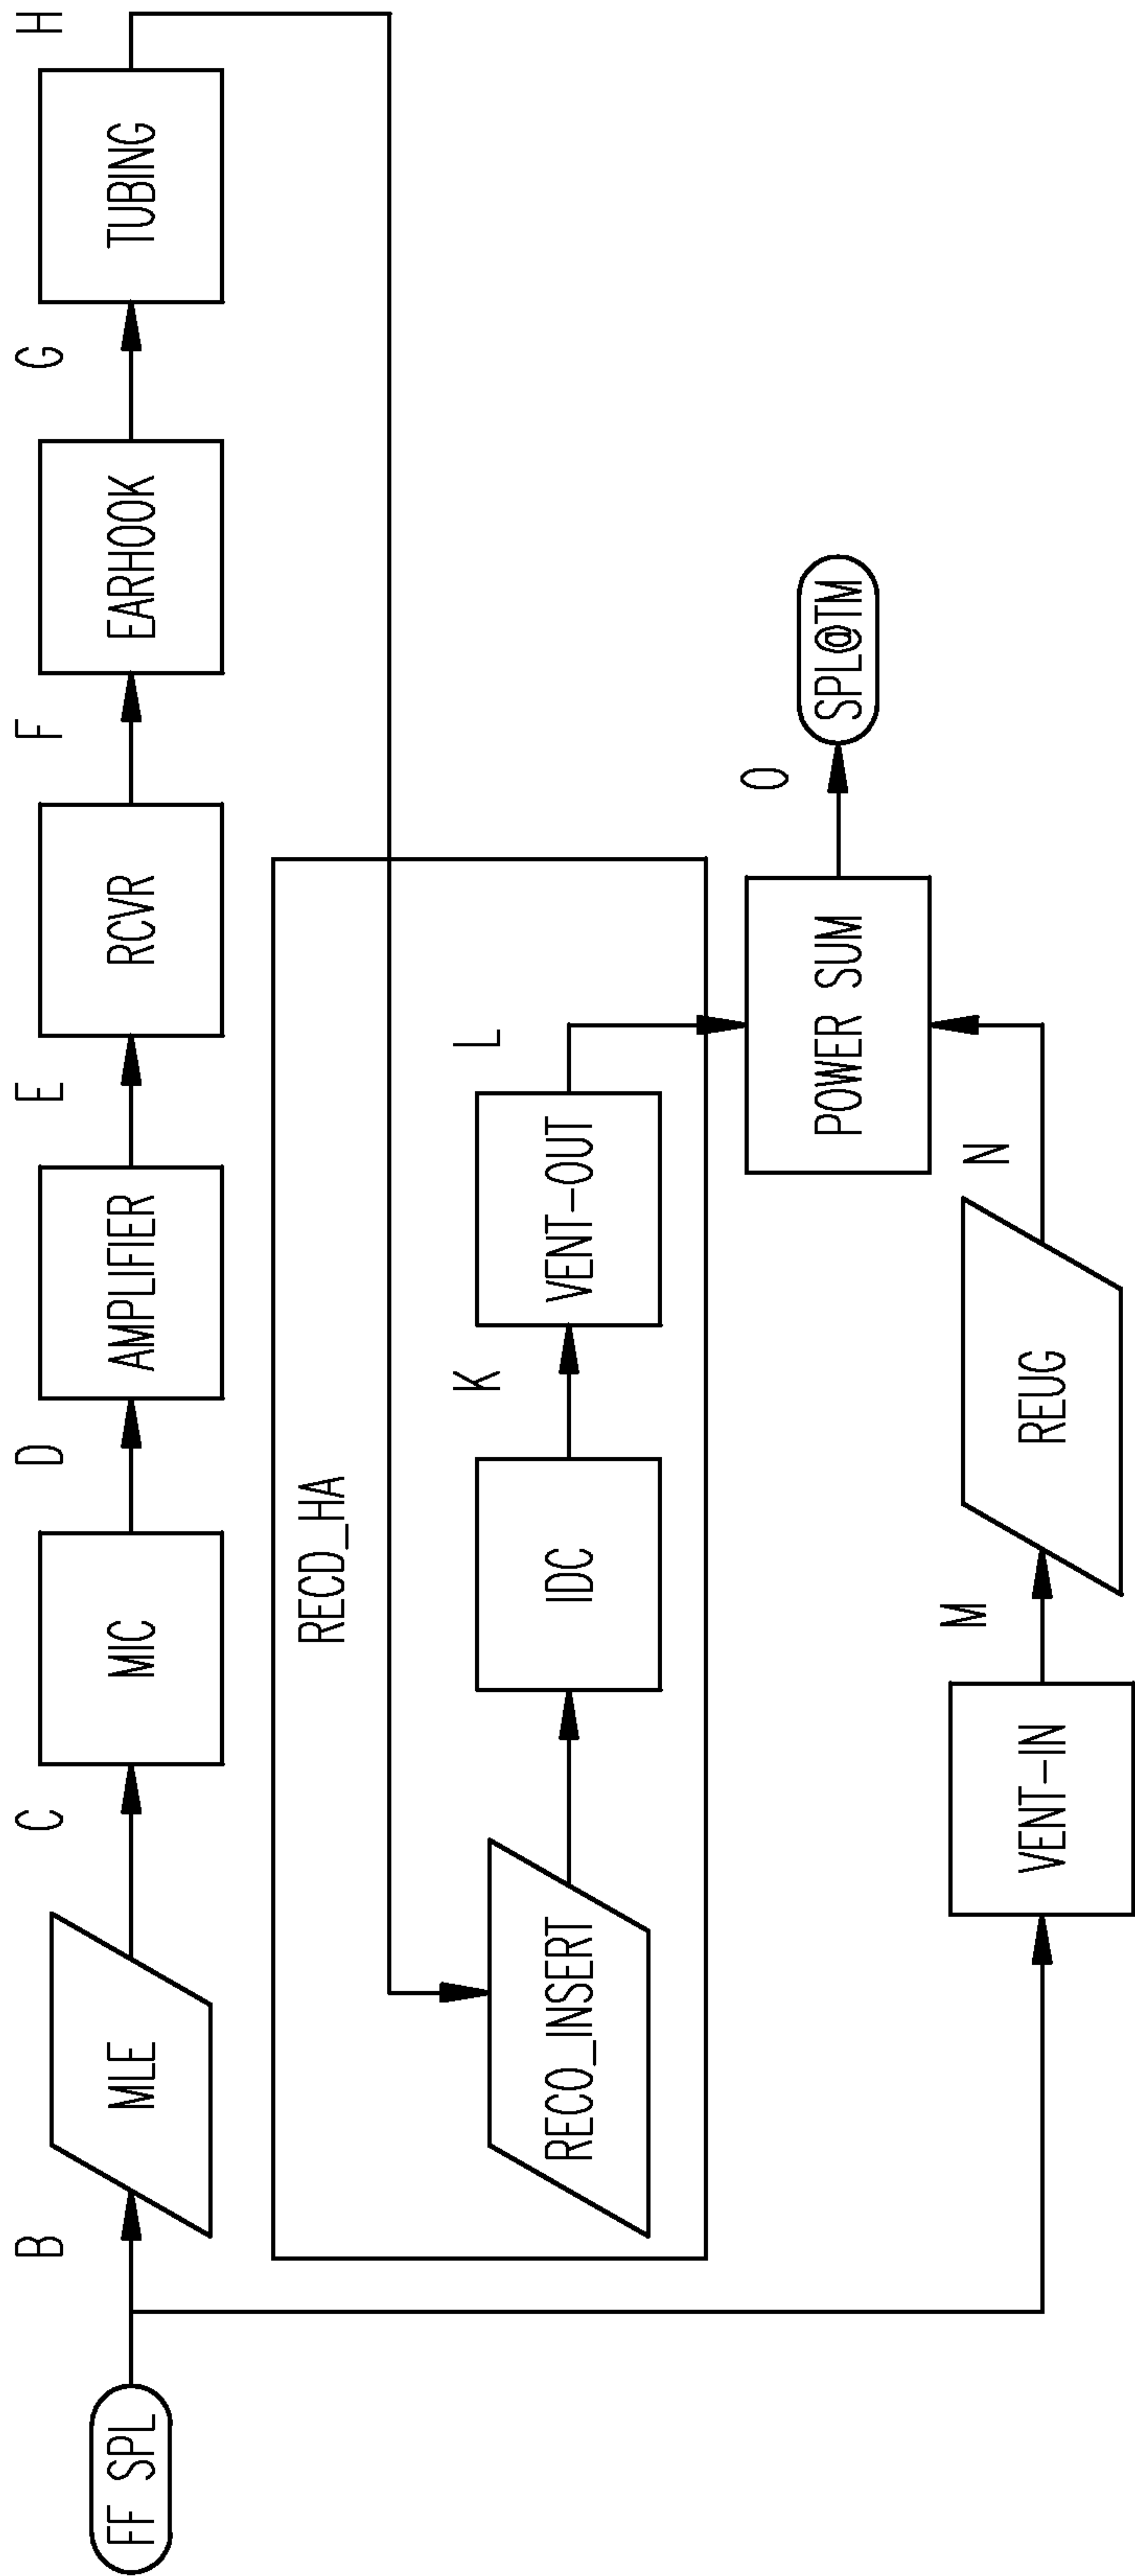 B
C
D
E
F
G
H
FF SPL
MLE
MIC
AMPLIFIER
RCVR
EARHOOK
TUBING
RECD_HA
K
L
RECO_INSERT
IDC
VENT-OUT
O
POWER SUM
SPL@TM
M
N
VENT-IN
REUG